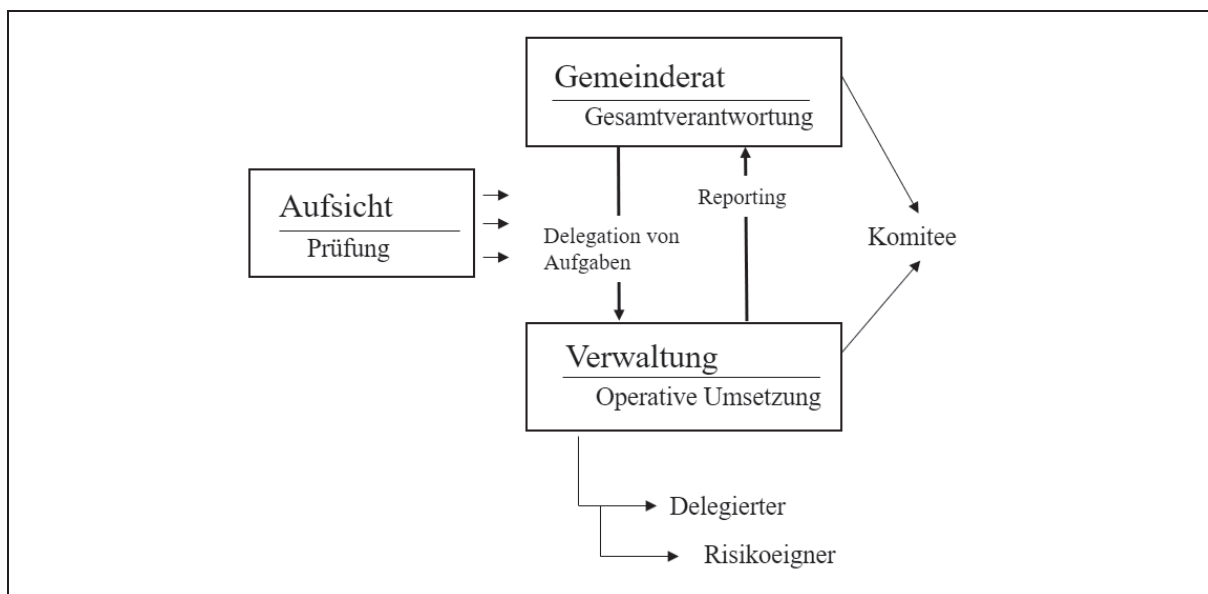 Gemeinderat
Gesamtverantwortung
Aufsicht
Prüfung
Delegation von
Aufgaben
Reporting
Komitee
Verwaltung
Operative Umsetzung
Delegierter
Risikoeigner